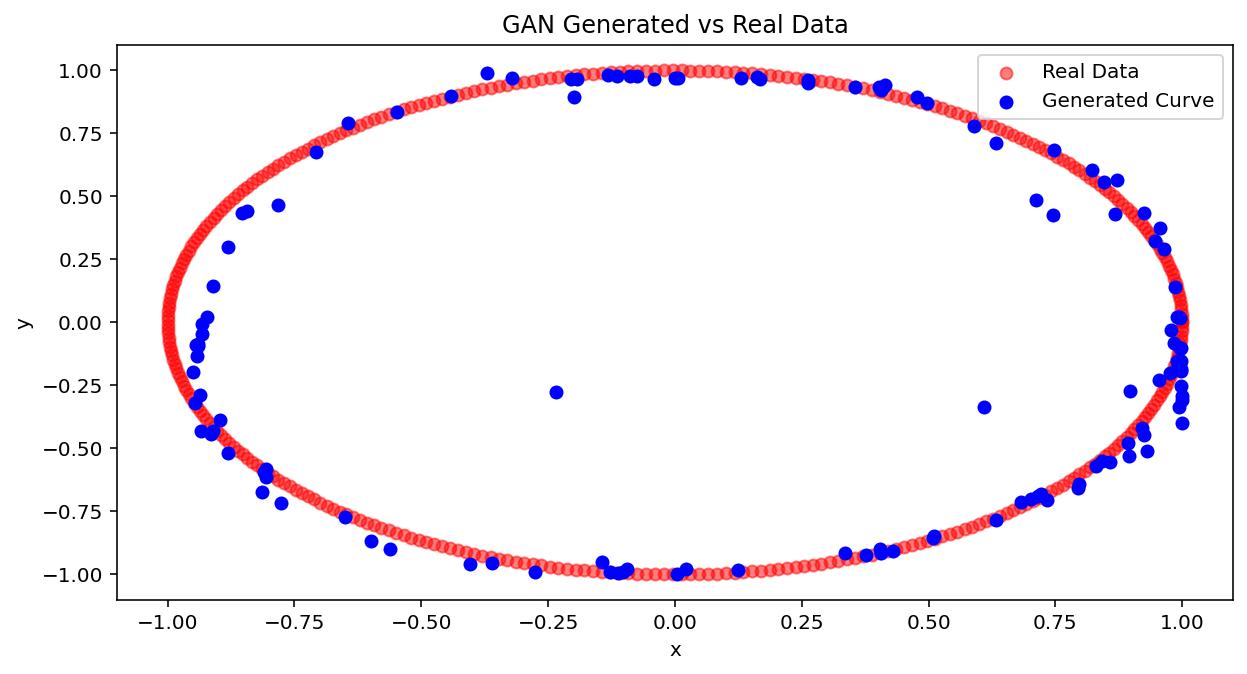 GAN Generated vs Real Data
Real Data
Generated Curve
1.00
0.75
0.50
0.25
0.00
−0.25
−0.50
−0.75
−1.00
y
−1.00 −0.75 −0.50 −0.25 0.00 0.25 0.50 0.75 1.00
x